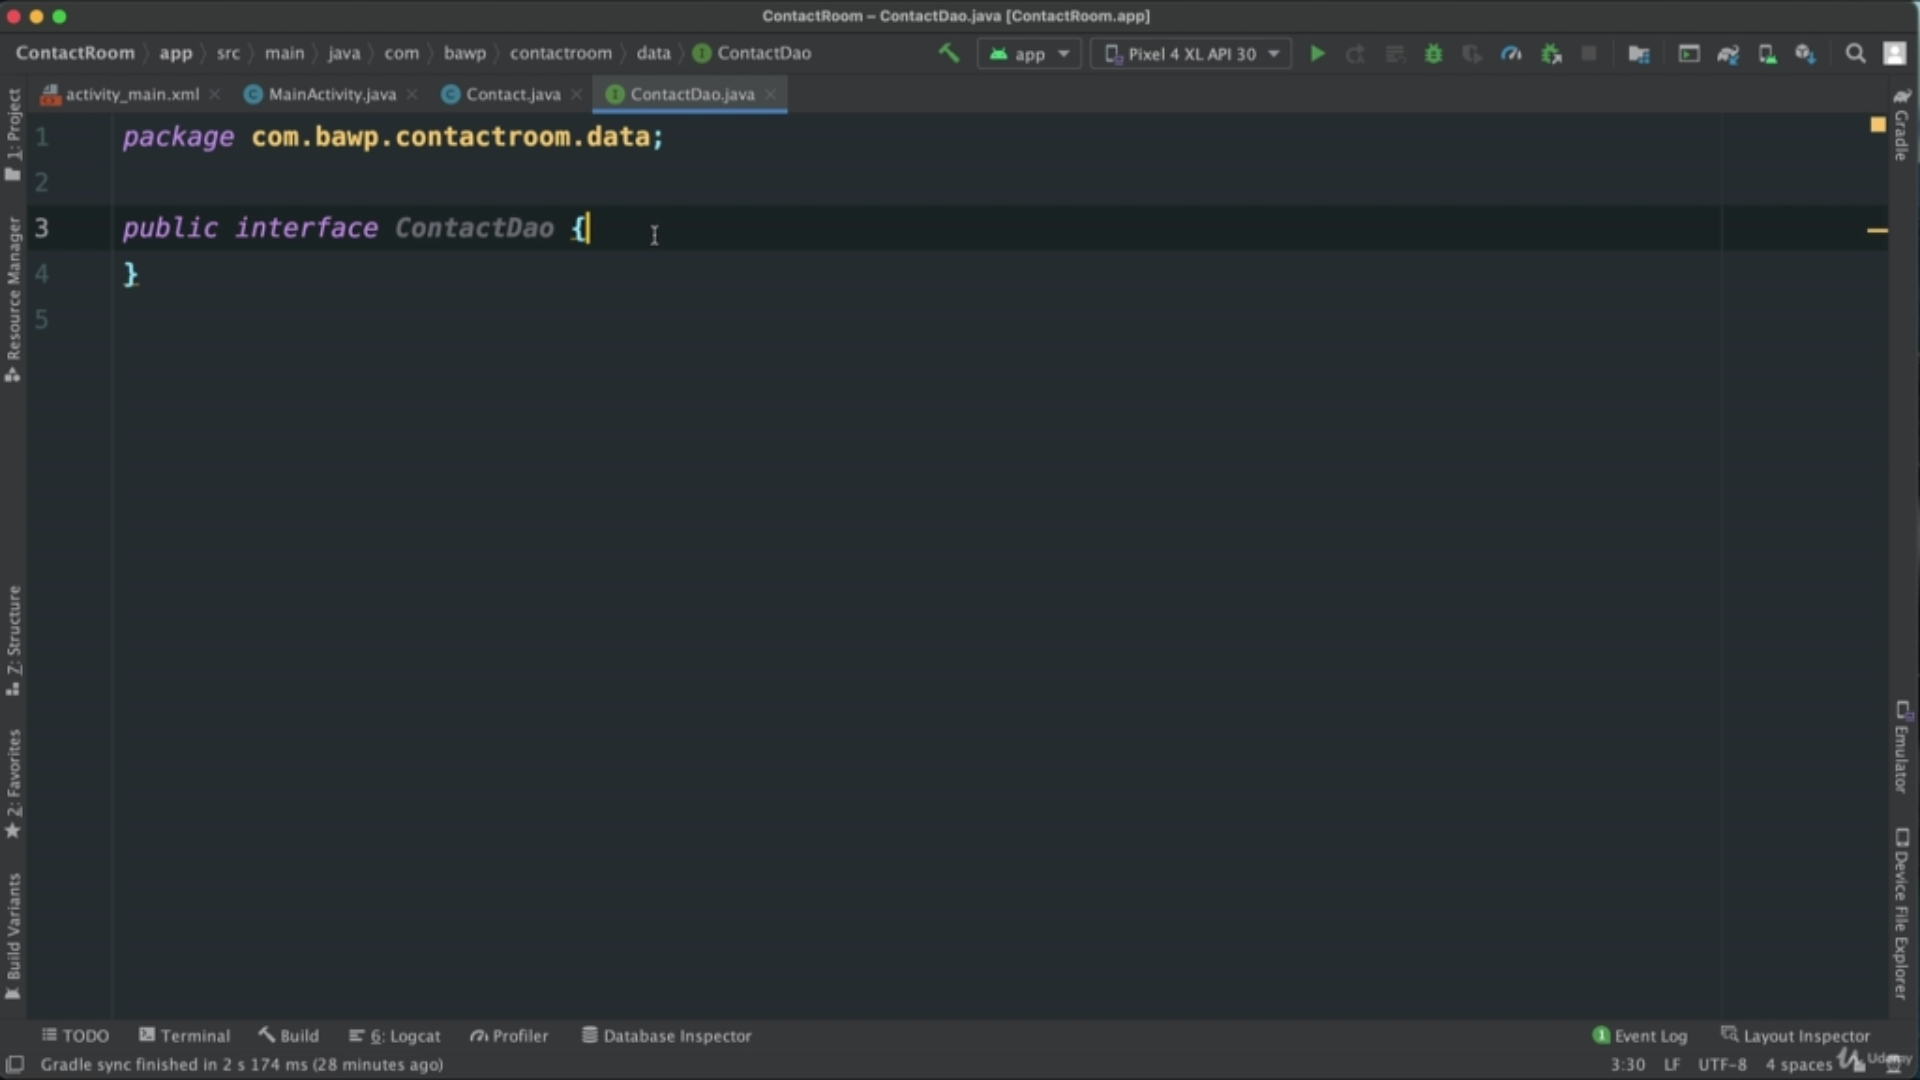 ContactRoom – ContactDao.java [ContactRoom.app]
ContactRoom app src main java com bawp contactroom data ContactDao
app Pixel 4 XL API 30
activity_main.xml MainActivity.java Contact.java ContactDao.java
1 package com.bawp.contactroom.data;
2
3 public interface ContactDao {
4 }
5
1: Project
Resource Manager
Z: Structure
2: Favorites
Build Variants
Gradle
Emulator
Device File Explorer
TODO Terminal Build 6: Logcat Profiler Database Inspector Event Log Layout Inspector
Gradle sync finished in 2 s 174 ms (28 minutes ago) 3:30 LF UTF-8 4 spaces
Udemy